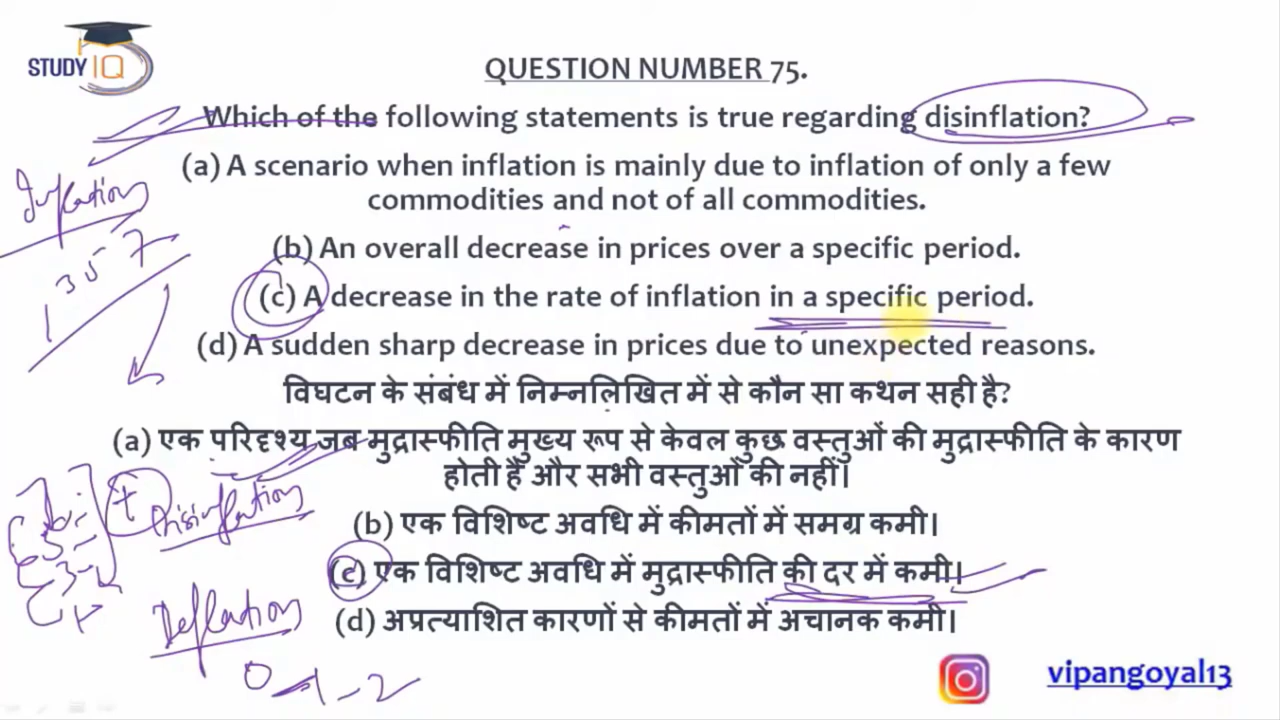 STUDY IQ
QUESTION NUMBER 75.
Which of the following statements is true regarding disinflation?
(a) A scenario when inflation is mainly due to inflation of only a few
commodities and not of all commodities.
(b) An overall decrease in prices over a specific period.
(c) A decrease in the rate of inflation in a specific period.
(d) A sudden sharp decrease in prices due to unexpected reasons.
विघटन के संबंध में निम्नलिखित में से कौन सा कथन सही है?
(a) एक परिदृश्य जब मुद्रास्फीति मुख्य रूप से केवल कुछ वस्तुओं की मुद्रास्फीति के कारण
होती है और सभी वस्तुओं की नहीं।
(b) एक विशिष्ट अवधि में कीमतों में समग्र कमी।
(c) एक विशिष्ट अवधि में मुद्रास्फीति की दर में कमी।
(d) अप्रत्याशित कारणों से कीमतों में अचानक कमी।
Inflation
1 3 5 7
+ Disinflation
Deflation
0 -1 -2
vipangoyal13